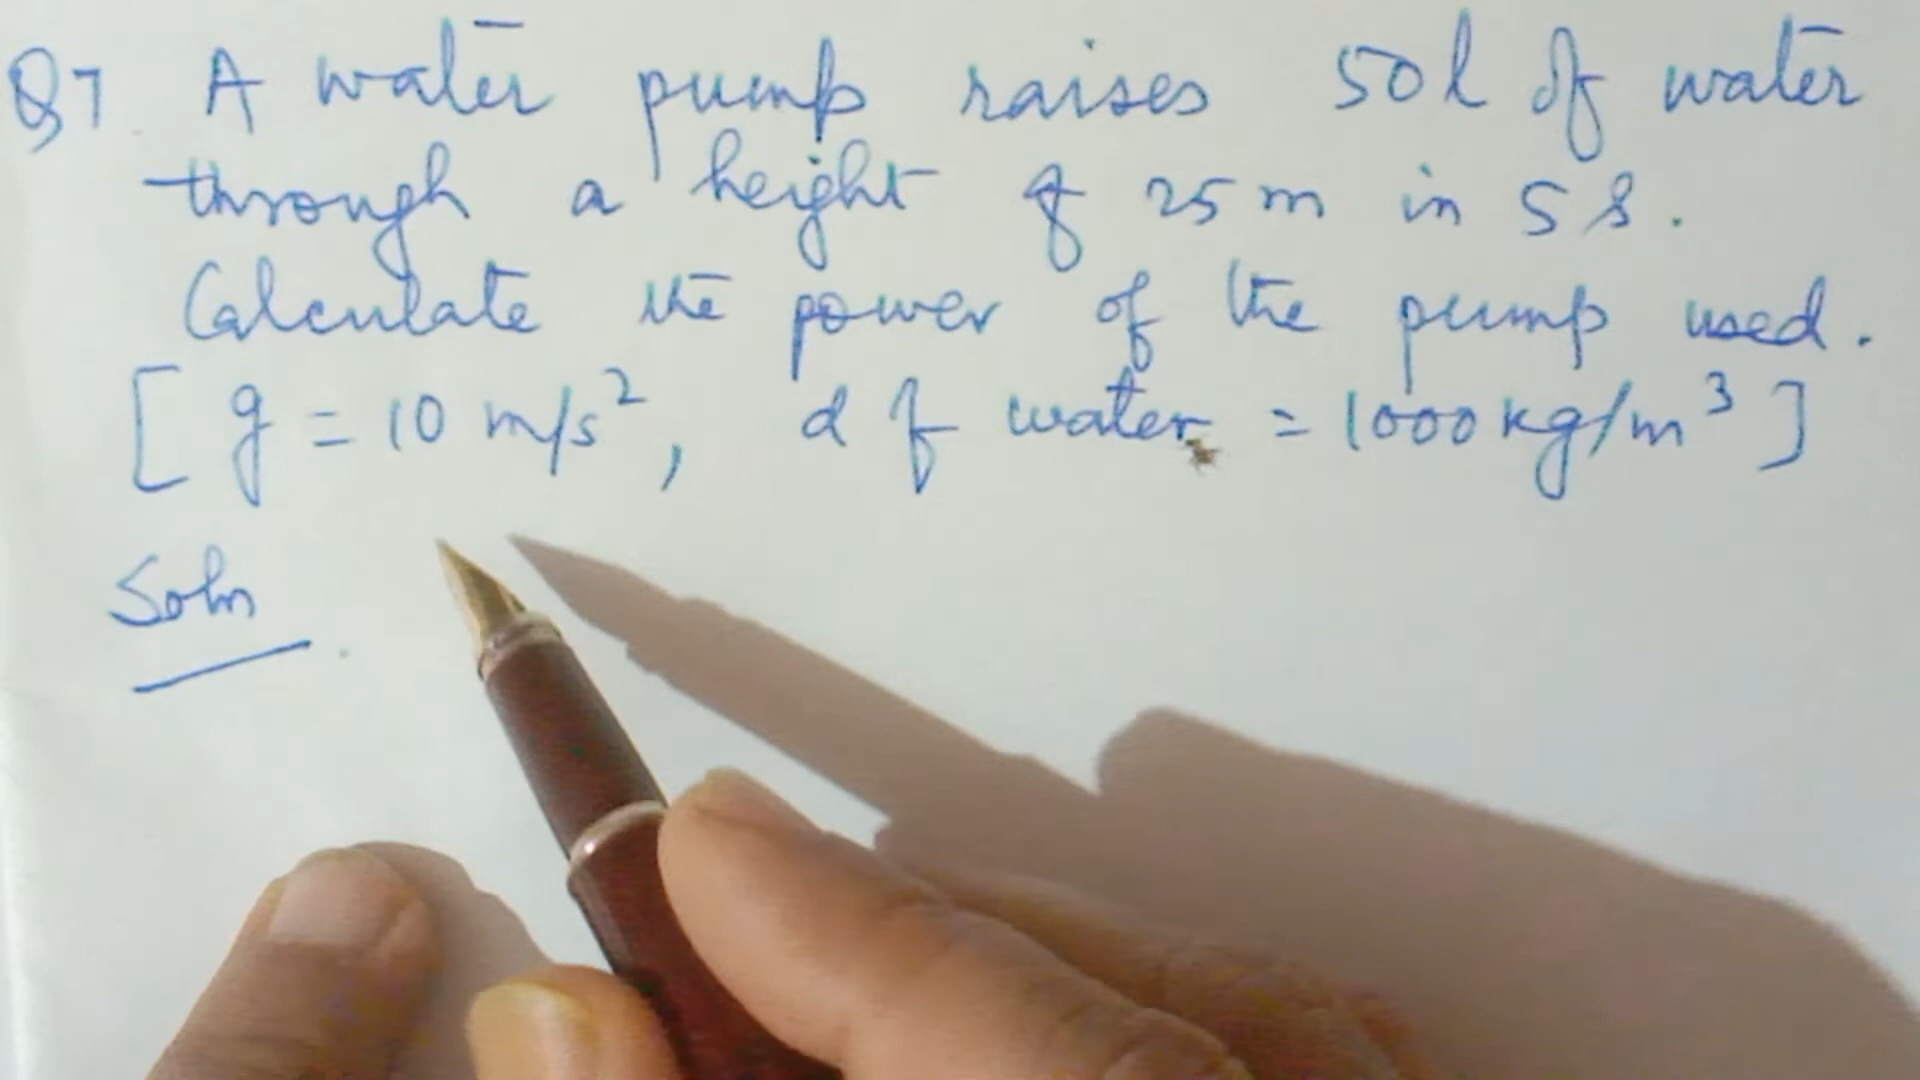 Q7 A water pump raises 50l of water
through a height of 25 m in 5 s.
Calculate the power of the pump used.
[ g = 10 m/s², d of water = 1000 kg/m³ ]
Soln